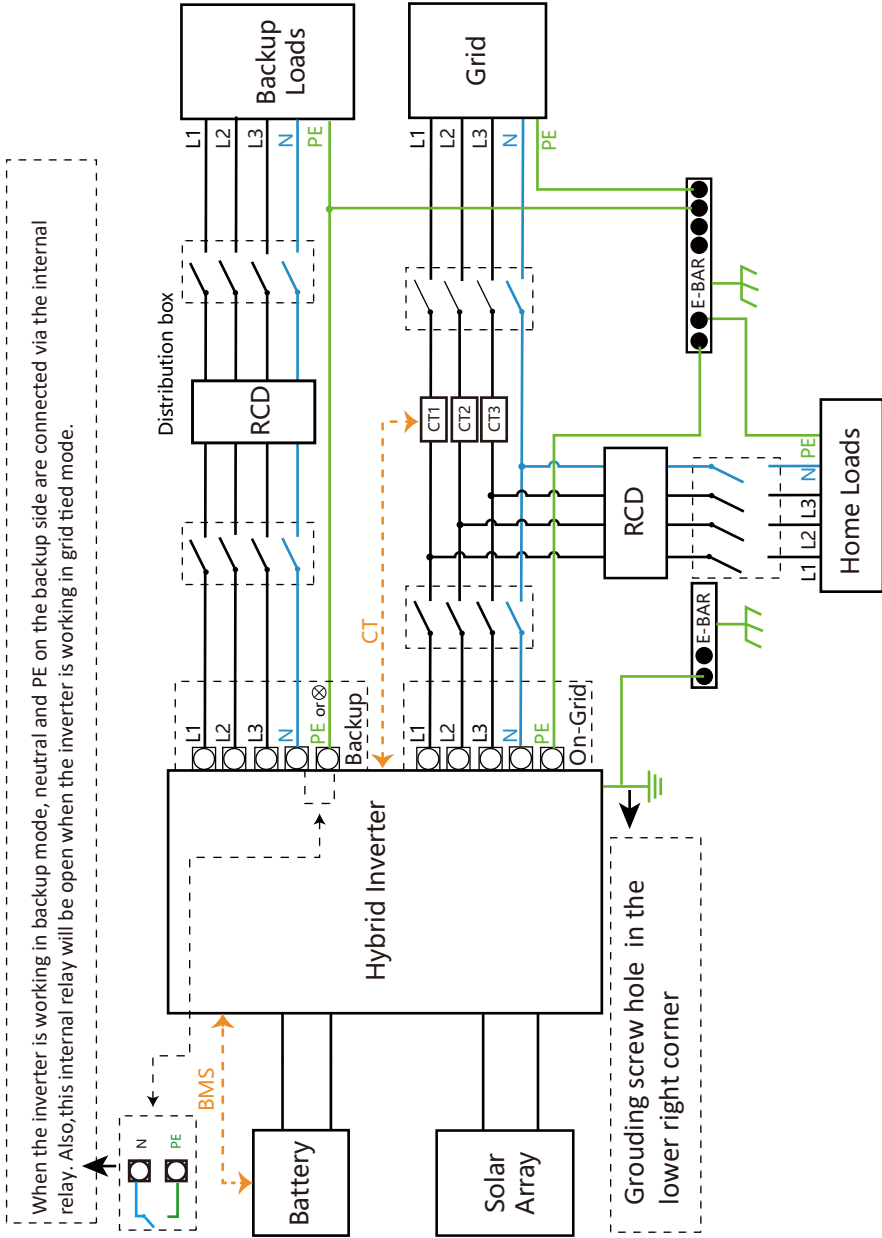 When the inverter is working in backup mode, neutral and PE on the backup side are connected via the internal
relay. Also,this internal relay will be open when the inverter is working in grid tied mode.
N
PE
BMS
Battery
Solar
Array
Hybrid Inverter
L1
L2
L3
N
PE or
Backup
Distribution box
RCD
L1
L2
L3
N
PE
Backup
Loads
CT
L1
L2
L3
N
PE
On-Grid
CT1
CT2
CT3
L1
L2
L3
N
PE
Grid
RCD
L1
L2
L3
N
PE
Home Loads
E-BAR
E-BAR
Grouding screw hole in the
lower right corner